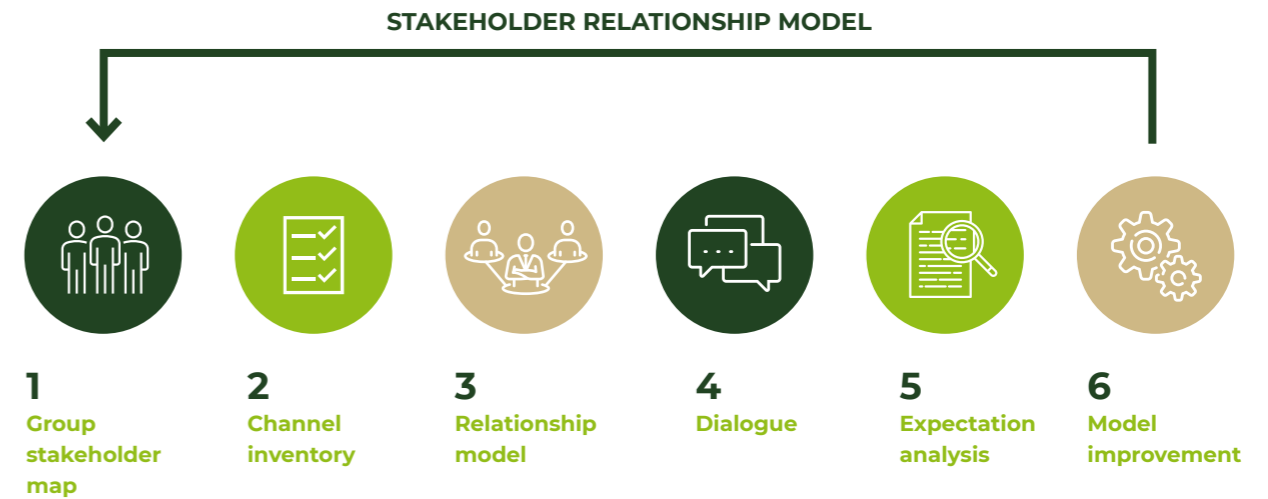 STAKEHOLDER RELATIONSHIP MODEL
1
Group
stakeholder
map
2
Channel
inventory
3
Relationship
model
4
Dialogue
5
Expectation
analysis
6
Model
improvement